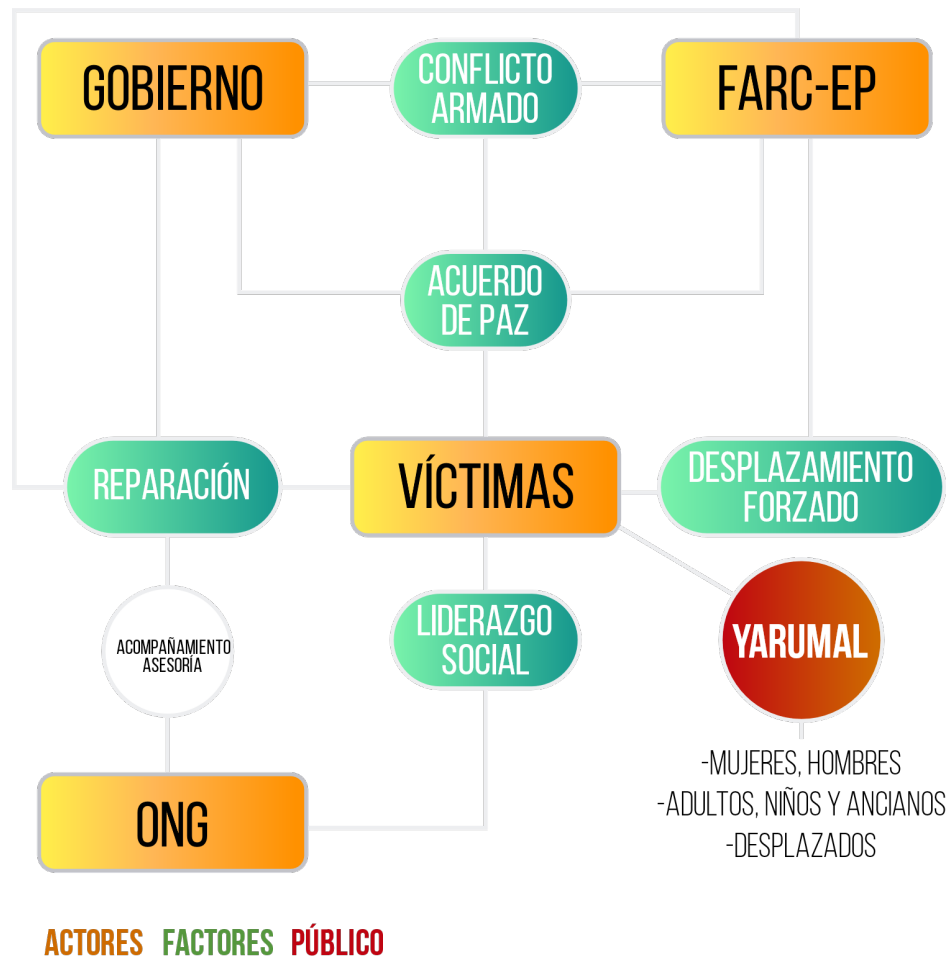 GOBIERNO
CONFLICTO
ARMADO
FARC-EP
ACUERDO
DE PAZ
REPARACIÓN
VÍCTIMAS
DESPLAZAMIENTO
FORZADO
ACOMPAÑAMIENTO
ASESORÍA
LIDERAZGO
SOCIAL
YARUMAL
-MUJERES, HOMBRES
-ADULTOS, NIÑOS Y ANCIANOS
-DESPLAZADOS
ONG
ACTORES FACTORES PÚBLICO